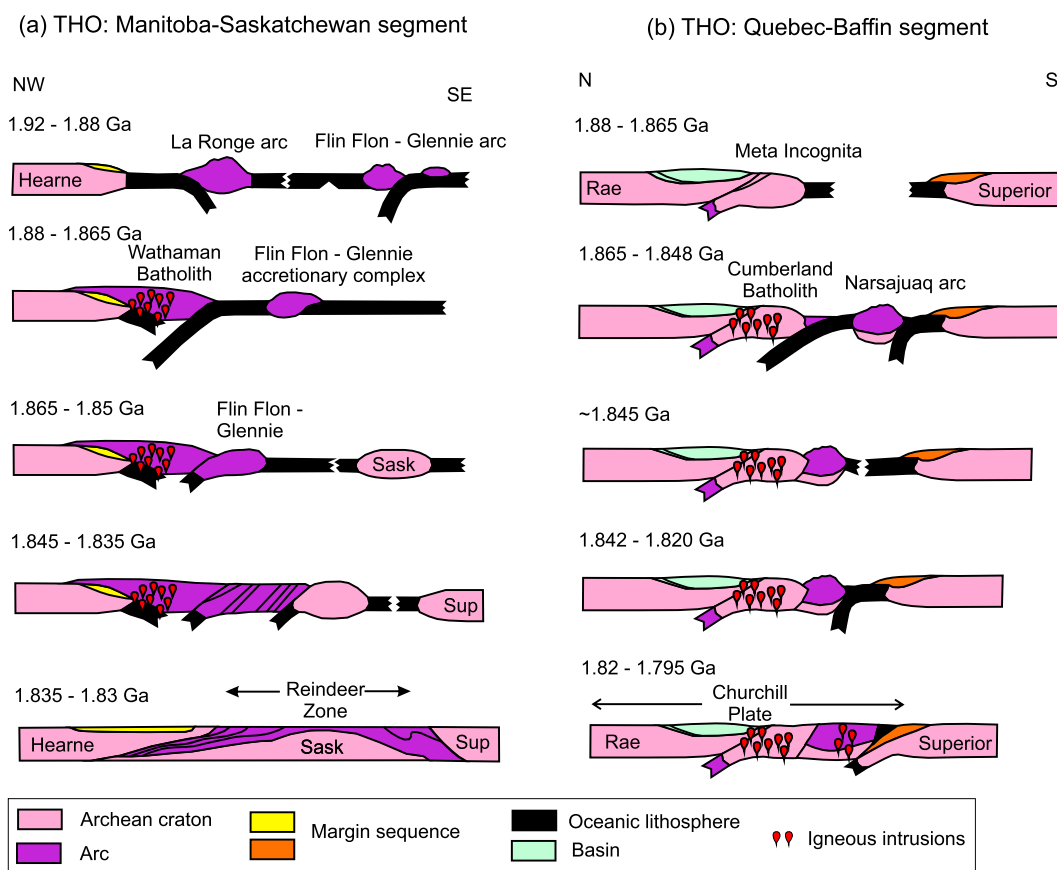 (a) THO: Manitoba-Saskatchewan segment
NW
SE
1.92 - 1.88 Ga
La Ronge arc
Flin Flon - Glennie arc
Hearne
1.88 - 1.865 Ga
Wathaman
Batholith
Flin Flon - Glennie
accretionary complex
1.865 - 1.85 Ga
Flin Flon -
Glennie
Sask
1.845 - 1.835 Ga
Sup
1.835 - 1.83 Ga
Reindeer
Zone
Hearne
Sask
Sup
(b) THO: Quebec-Baffin segment
N
S
1.88 - 1.865 Ga
Meta Incognita
Rae
Superior
1.865 - 1.848 Ga
Cumberland
Batholith
Narsajuaq arc
~1.845 Ga
1.842 - 1.820 Ga
1.82 - 1.795 Ga
Churchill
Plate
Rae
Superior
Archean craton
Arc
Margin sequence
Oceanic lithosphere
Basin
Igneous intrusions